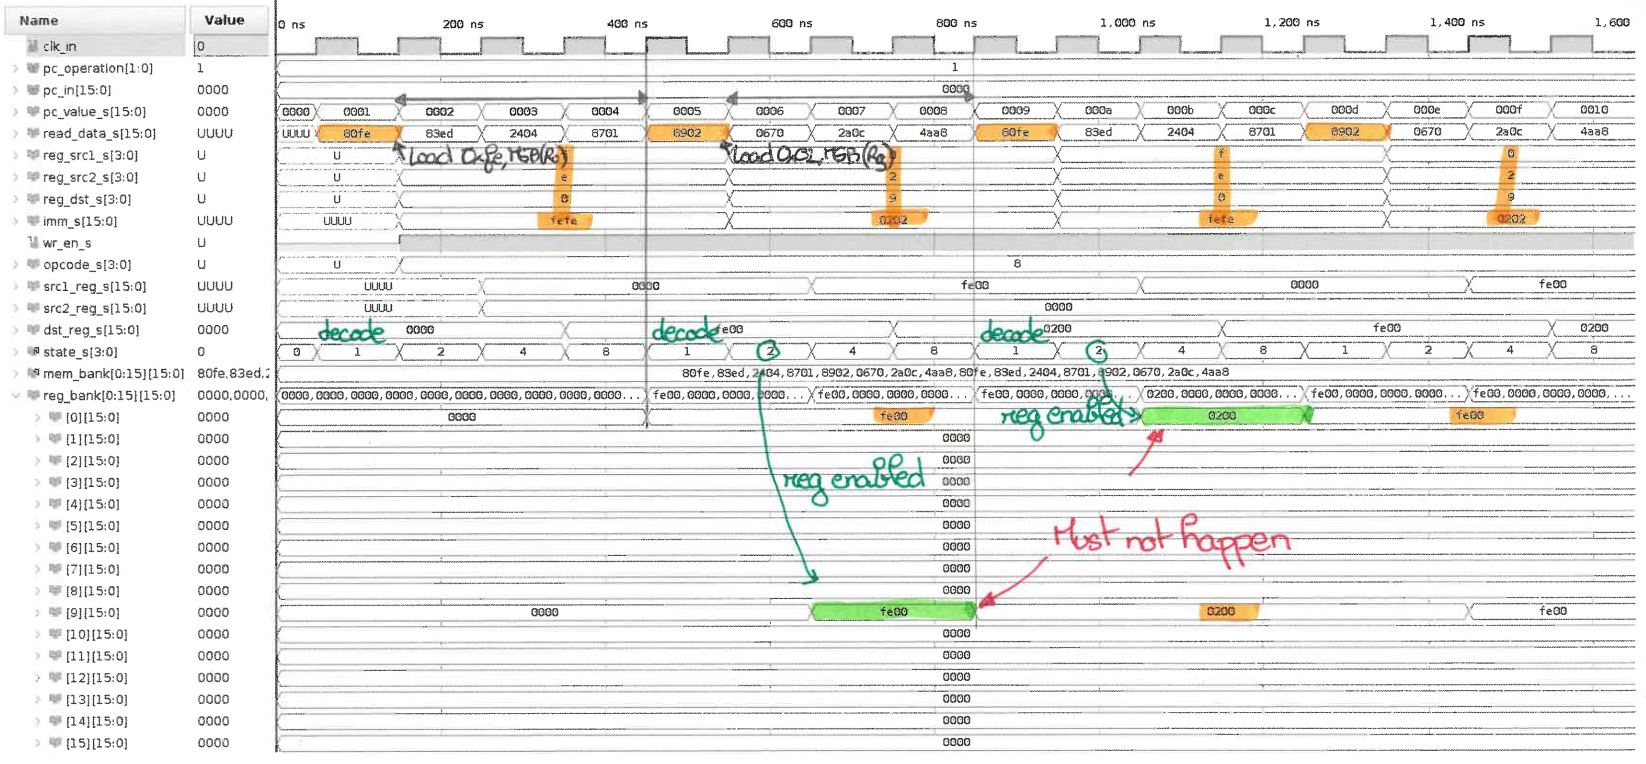 Name Value 0 ns 200 ns 400 ns 600 ns 800 ns 1,000 ns 1,200 ns 1,400 ns 1,600
clk_in 0
pc_operation[1:0] 1 1
pc_in[15:0] 0000 0000
pc_value_s[15:0] 0000 0000 0001 0002 0003 0004 0005 0006 0007 0008 0009 000a 000b 000c 000d 000e 000f 0010
read_data_s[15:0] UUUU UUUU 80fe 83ed 2404 8701 8902 0670 2a0c 4aa8 80fe 83ed 2404 8701 8902 0670 2a0c 4aa8
reg_src1_s[3:0] U U f 0
Load 0xfe, MSB(R0) Load 0x02, MSB(R9)
reg_src2_s[3:0] U U e 2 e 2
reg_dst_s[3:0] U U 0 9 0 9
imm_s[15:0] UUUU UUUU fefe 0202 fefe 0202
wr_en_s U
opcode_s[3:0] U U 8
src1_reg_s[15:0] UUUU UUUU 0000 fe00 0000 fe00
src2_reg_s[15:0] UUUU UUUU 0000
dst_reg_s[15:0] 0000 0000 fe00 0200 fe00 0200
decode decode decode
state_s[3:0] 0 0 1 2 4 8 1 2 4 8 1 2 4 8 1 2 4 8
mem_bank[0:15][15:0] 80fe,83ed,2 80fe,83ed,2404,8701,8902,0670,2a0c,4aa8,80fe,83ed,2404,8701,8902,0670,2a0c,4aa8
reg_bank[0:15][15:0] 0000,0000, 0000,0000,0000,0000,0000,0000,0000,0000,0000... fe00,0000,0000,0000... fe00,0000,0000,0000... fe00,0000,0000,0000 0200,0000,0000,0000... fe00,0000,0000,0000... fe00,0000,0000,0000,...
[0][15:0] 0000 0000 fe00 reg enabled 0200 fe00
[1][15:0] 0000 0000
[2][15:0] 0000 0000
[3][15:0] 0000 reg enabled 0000
[4][15:0] 0000 0000
[5][15:0] 0000 0000
[6][15:0] 0000 0000 Must not happen
[7][15:0] 0000 0000
[8][15:0] 0000 0000
[9][15:0] 0000 0000 fe00 0200 fe00
[10][15:0] 0000 0000
[11][15:0] 0000 0000
[12][15:0] 0000 0000
[13][15:0] 0000 0000
[14][15:0] 0000 0000
[15][15:0] 0000 0000